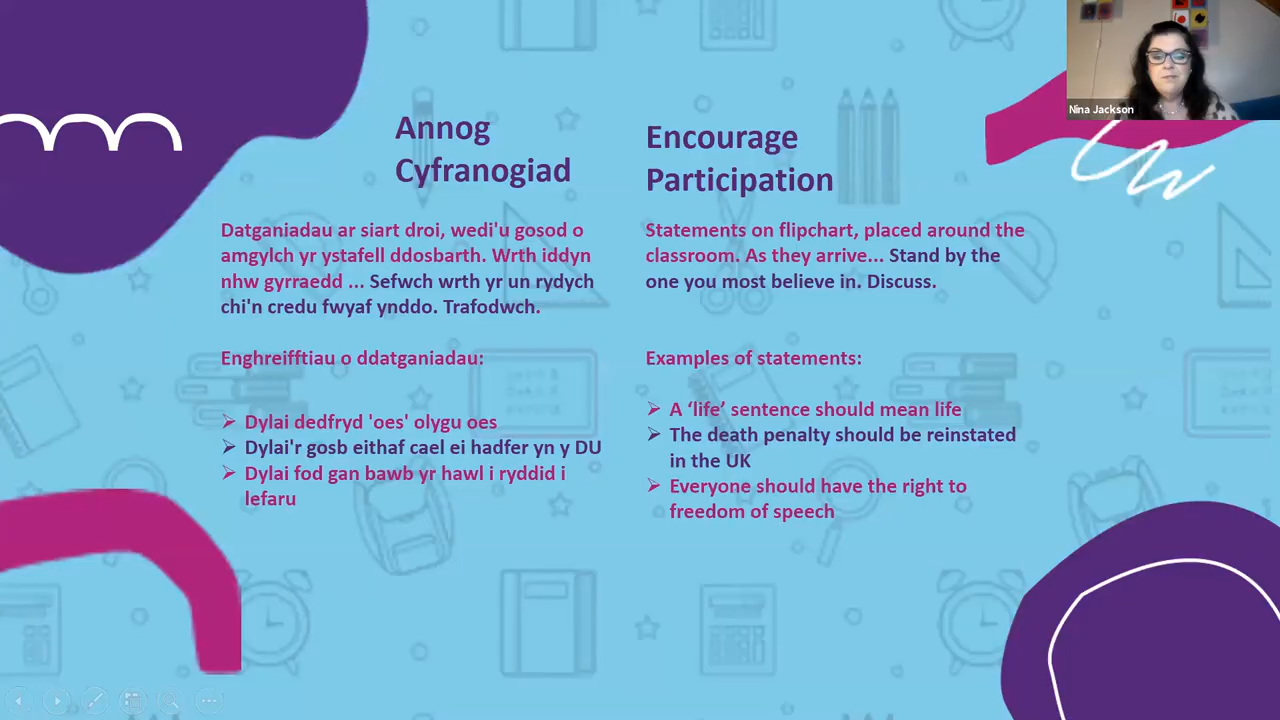 Annog
Cyfranogiad
Datganiadau ar siart droi, wedi'u gosod o
amgylch yr ystafell ddosbarth. Wrth iddyn
nhw gyrraedd ... Sefwch wrth yr un rydych
chi'n credu fwyaf ynddo. Trafodwch.
Enghreifftiau o ddatganiadau:
Dylai dedfryd 'oes' olygu oes
Dylai'r gosb eithaf cael ei hadfer yn y DU
Dylai fod gan bawb yr hawl i ryddid i
lefaru
Encourage
Participation
Statements on flipchart, placed around the
classroom. As they arrive... Stand by the
one you most believe in. Discuss.
Examples of statements:
A ‘life’ sentence should mean life
The death penalty should be reinstated
in the UK
Everyone should have the right to
freedom of speech
Nina Jackson